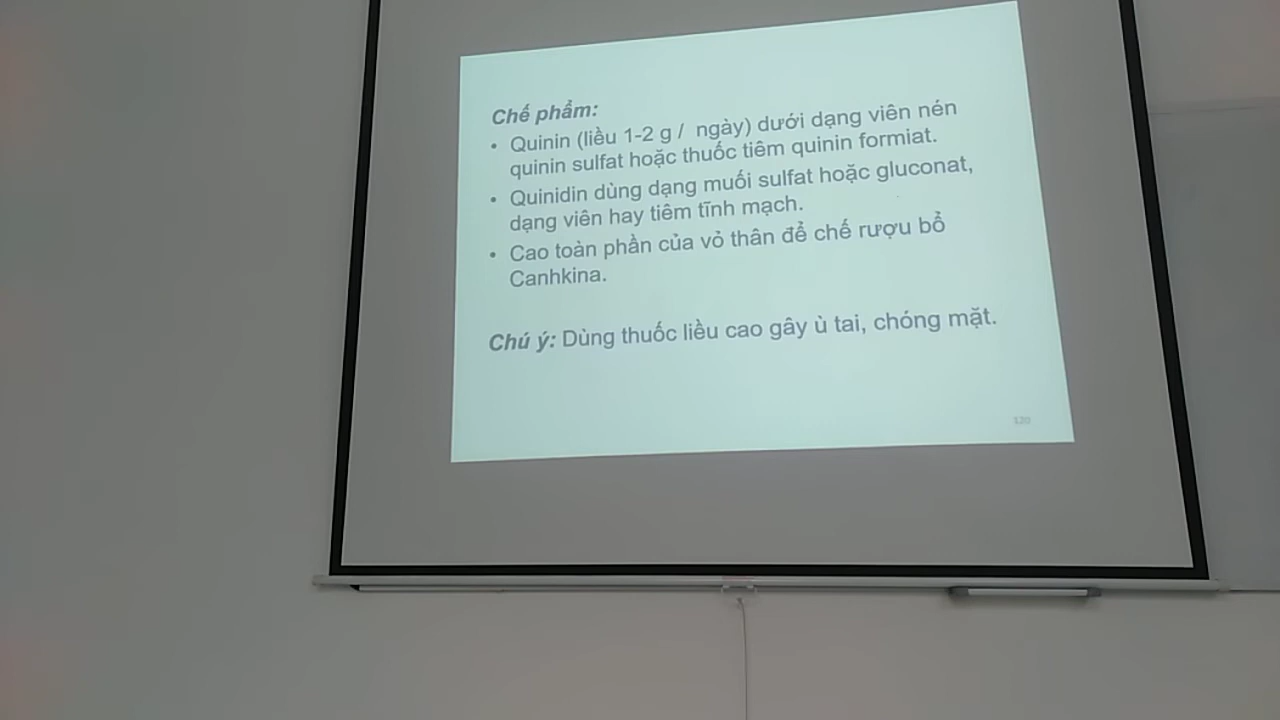 Chế phẩm:
• Quinin (liều 1-2 g / ngày) dưới dạng viên nén
quinin sulfat hoặc thuốc tiêm quinin formiat.
• Quinidin dùng dạng muối sulfat hoặc gluconat,
dạng viên hay tiêm tĩnh mạch.
• Cao toàn phần của vỏ thân để chế rượu bổ
Canhkina.
Chú ý: Dùng thuốc liều cao gây ù tai, chóng mặt.
120